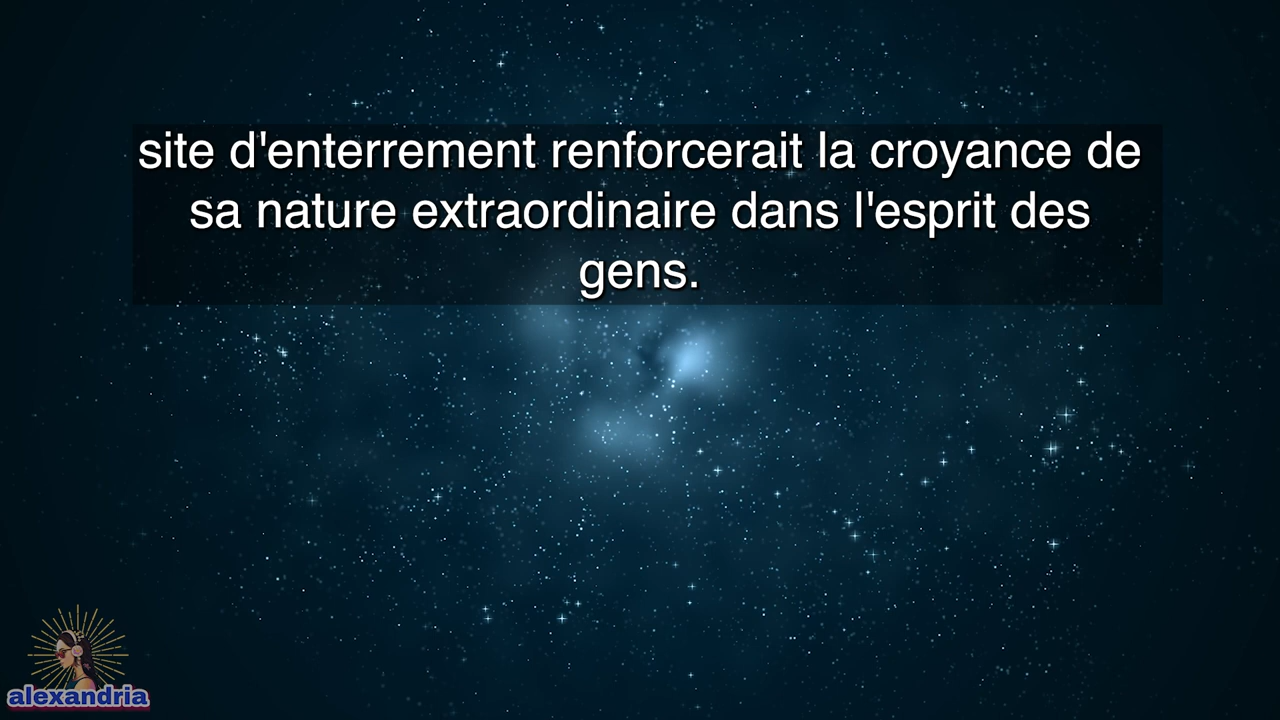 site d'enterrement renforcerait la croyance de
sa nature extraordinaire dans l'esprit des
gens.
alexandria